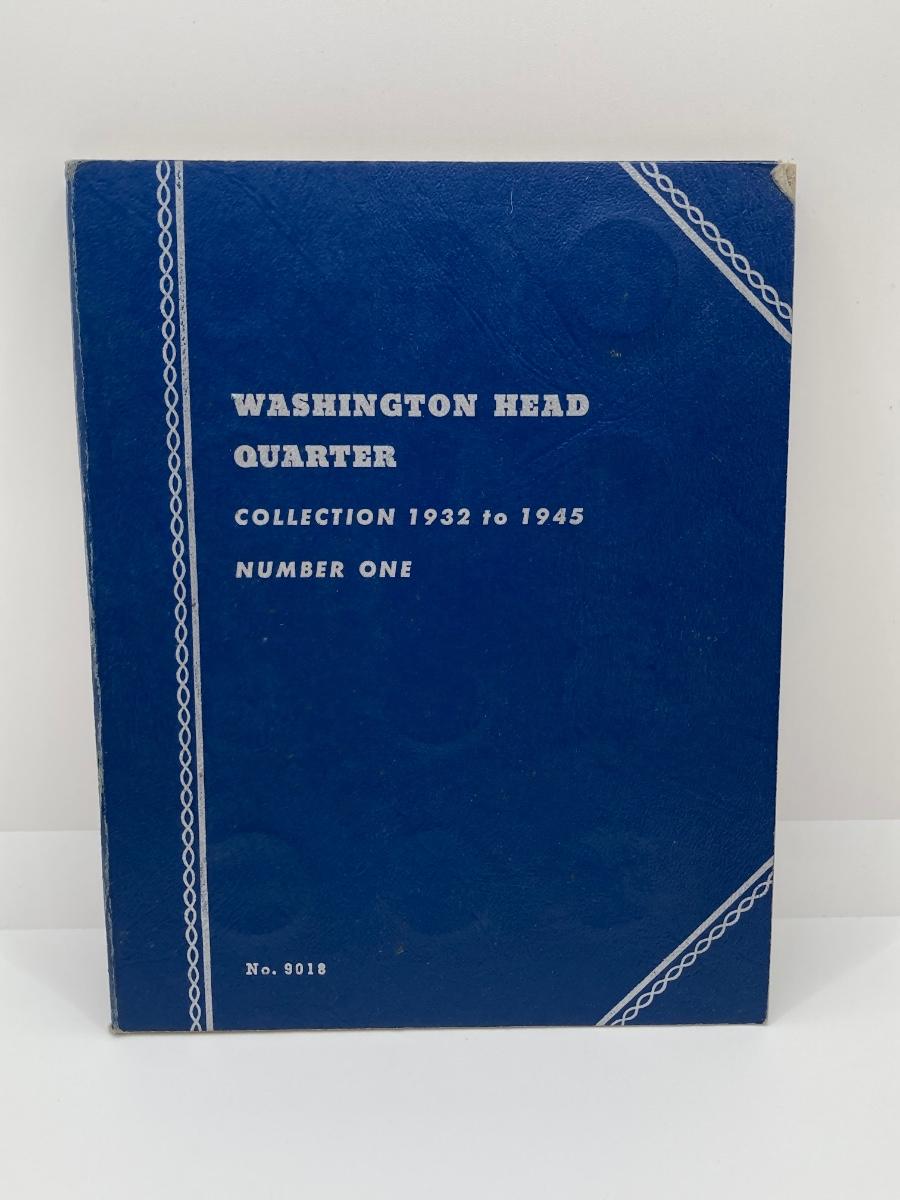 WASHINGTON HEAD
QUARTER
COLLECTION 1932 to 1945
NUMBER ONE
No. 9018